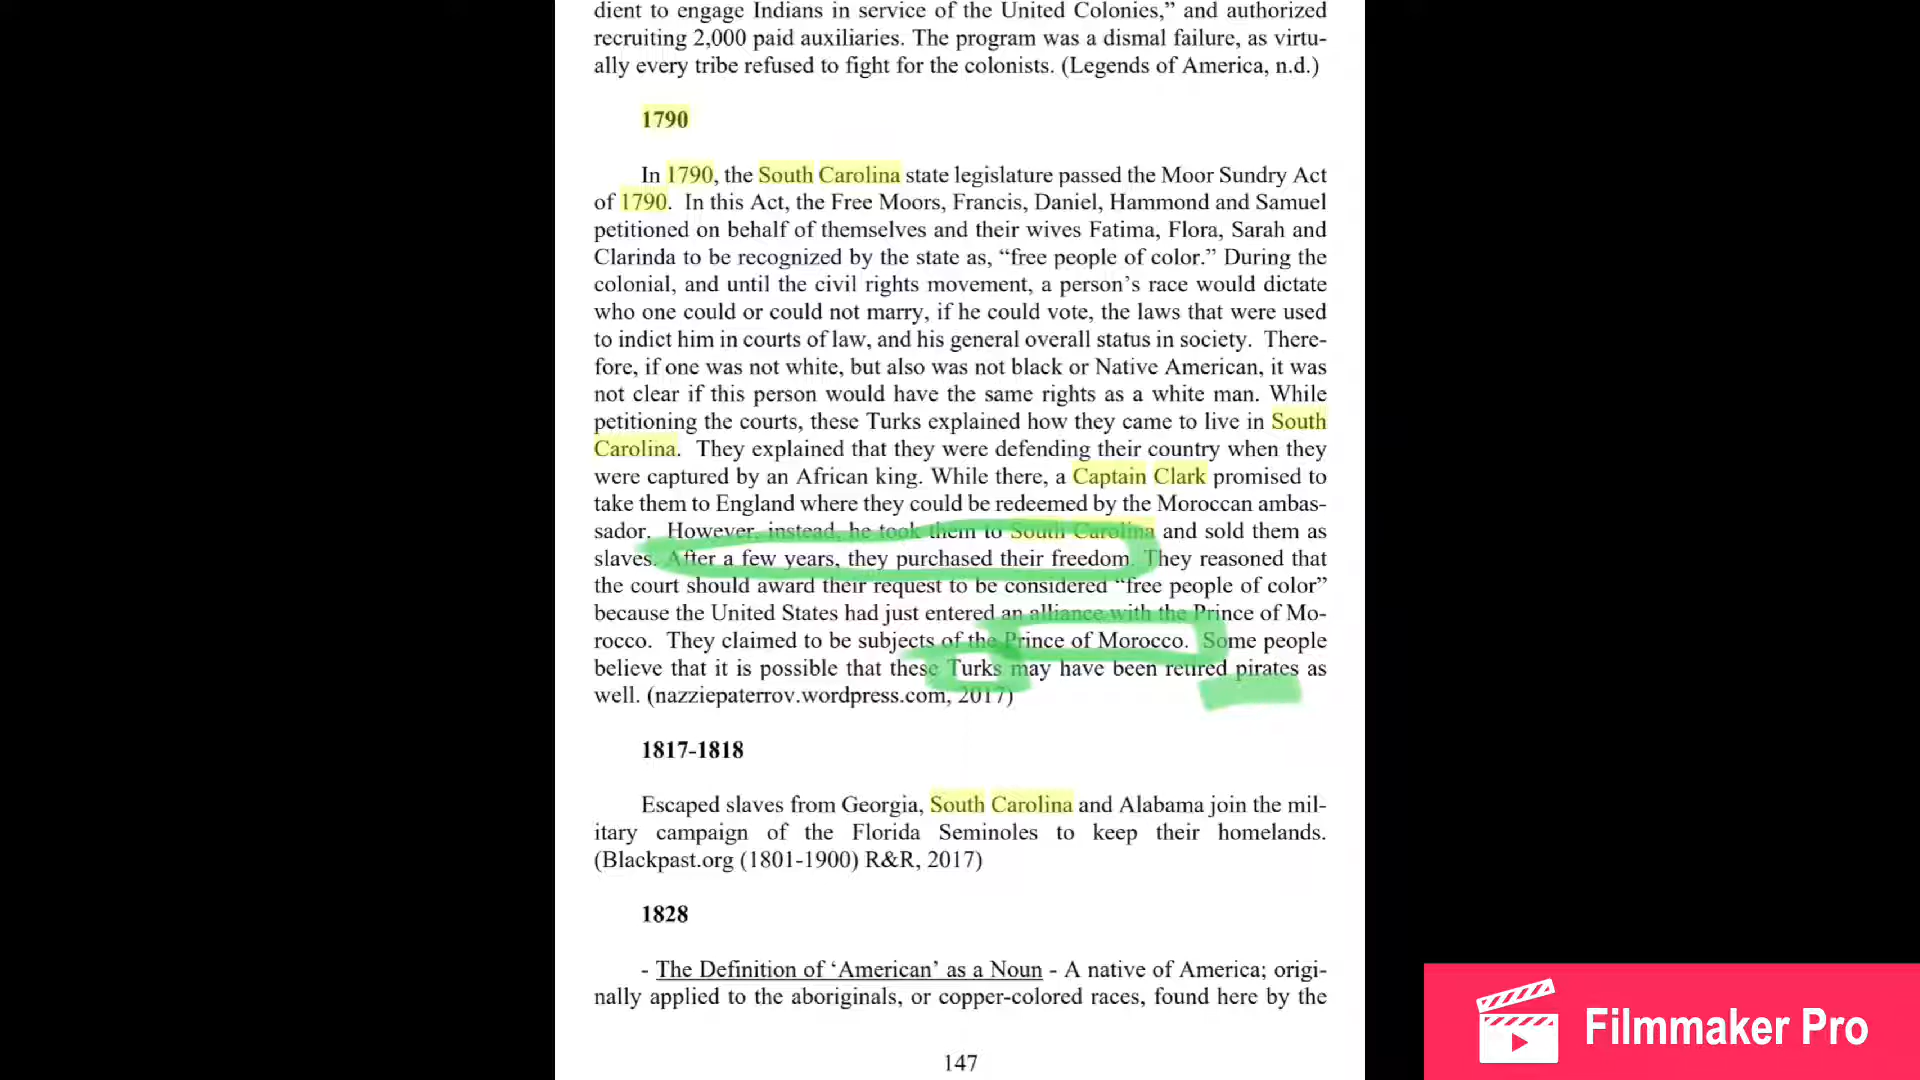 dient to engage Indians in service of the United Colonies,” and authorized
recruiting 2,000 paid auxiliaries. The program was a dismal failure, as virtu-
ally every tribe refused to fight for the colonists. (Legends of America, n.d.)
1790
In 1790, the South Carolina state legislature passed the Moor Sundry Act
of 1790. In this Act, the Free Moors, Francis, Daniel, Hammond and Samuel
petitioned on behalf of themselves and their wives Fatima, Flora, Sarah and
Clarinda to be recognized by the state as, “free people of color.” During the
colonial, and until the civil rights movement, a person’s race would dictate
who one could or could not marry, if he could vote, the laws that were used
to indict him in courts of law, and his general overall status in society. There-
fore, if one was not white, but also was not black or Native American, it was
not clear if this person would have the same rights as a white man. While
petitioning the courts, these Turks explained how they came to live in South
Carolina. They explained that they were defending their country when they
were captured by an African king. While there, a Captain Clark promised to
take them to England where they could be redeemed by the Moroccan ambas-
sador. However, instead, he took them to South Carolina and sold them as
slaves. After a few years, they purchased their freedom. They reasoned that
the court should award their request to be considered “free people of color”
because the United States had just entered an alliance with the Prince of Mo-
rocco. They claimed to be subjects of the Prince of Morocco. Some people
believe that it is possible that these Turks may have been retired pirates as
well. (nazziepaterrov.wordpress.com, 2017)
1817-1818
Escaped slaves from Georgia, South Carolina and Alabama join the mil-
itary campaign of the Florida Seminoles to keep their homelands.
(Blackpast.org (1801-1900) R&R, 2017)
1828
- The Definition of ‘American’ as a Noun - A native of America; origi-
nally applied to the aboriginals, or copper-colored races, found here by the
147
Filmmaker Pro